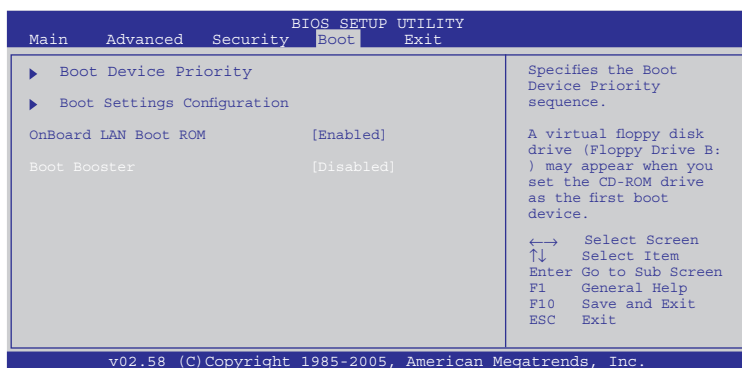 BIOS SETUP UTILITY
Main Advanced Security Boot Exit
Boot Device Priority
Boot Settings Configuration
OnBoard LAN Boot ROM [Enabled]
Boot Booster [Disabled]
Specifies the Boot
Device Priority
sequence.
A virtual floppy disk
drive (Floppy Drive B:
) may appear when you
set the CD-ROM drive
as the first boot
device.
←→ Select Screen
↑↓ Select Item
Enter Go to Sub Screen
F1 General Help
F10 Save and Exit
ESC Exit
v02.58 (C)Copyright 1985-2005, American Megatrends, Inc.